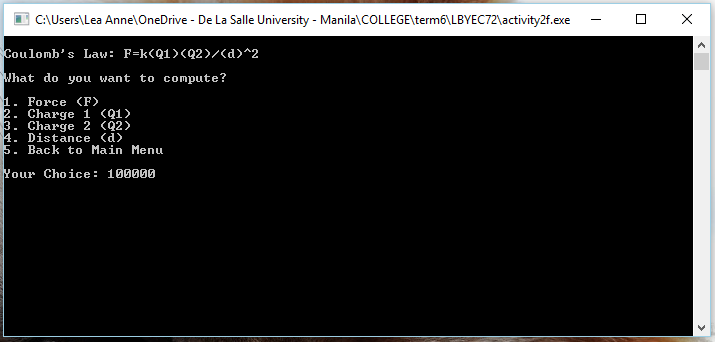 C:\Users\Lea Anne\OneDrive - De La Salle University - Manila\COLLEGE\term6\LBYEC72\activity2f.exe
Coulomb's Law: F=k(Q1)(Q2)/(d)^2
What do you want to compute?
1. Force (F)
2. Charge 1 (Q1)
3. Charge 2 (Q2)
4. Distance (d)
5. Back to Main Menu
Your Choice: 100000